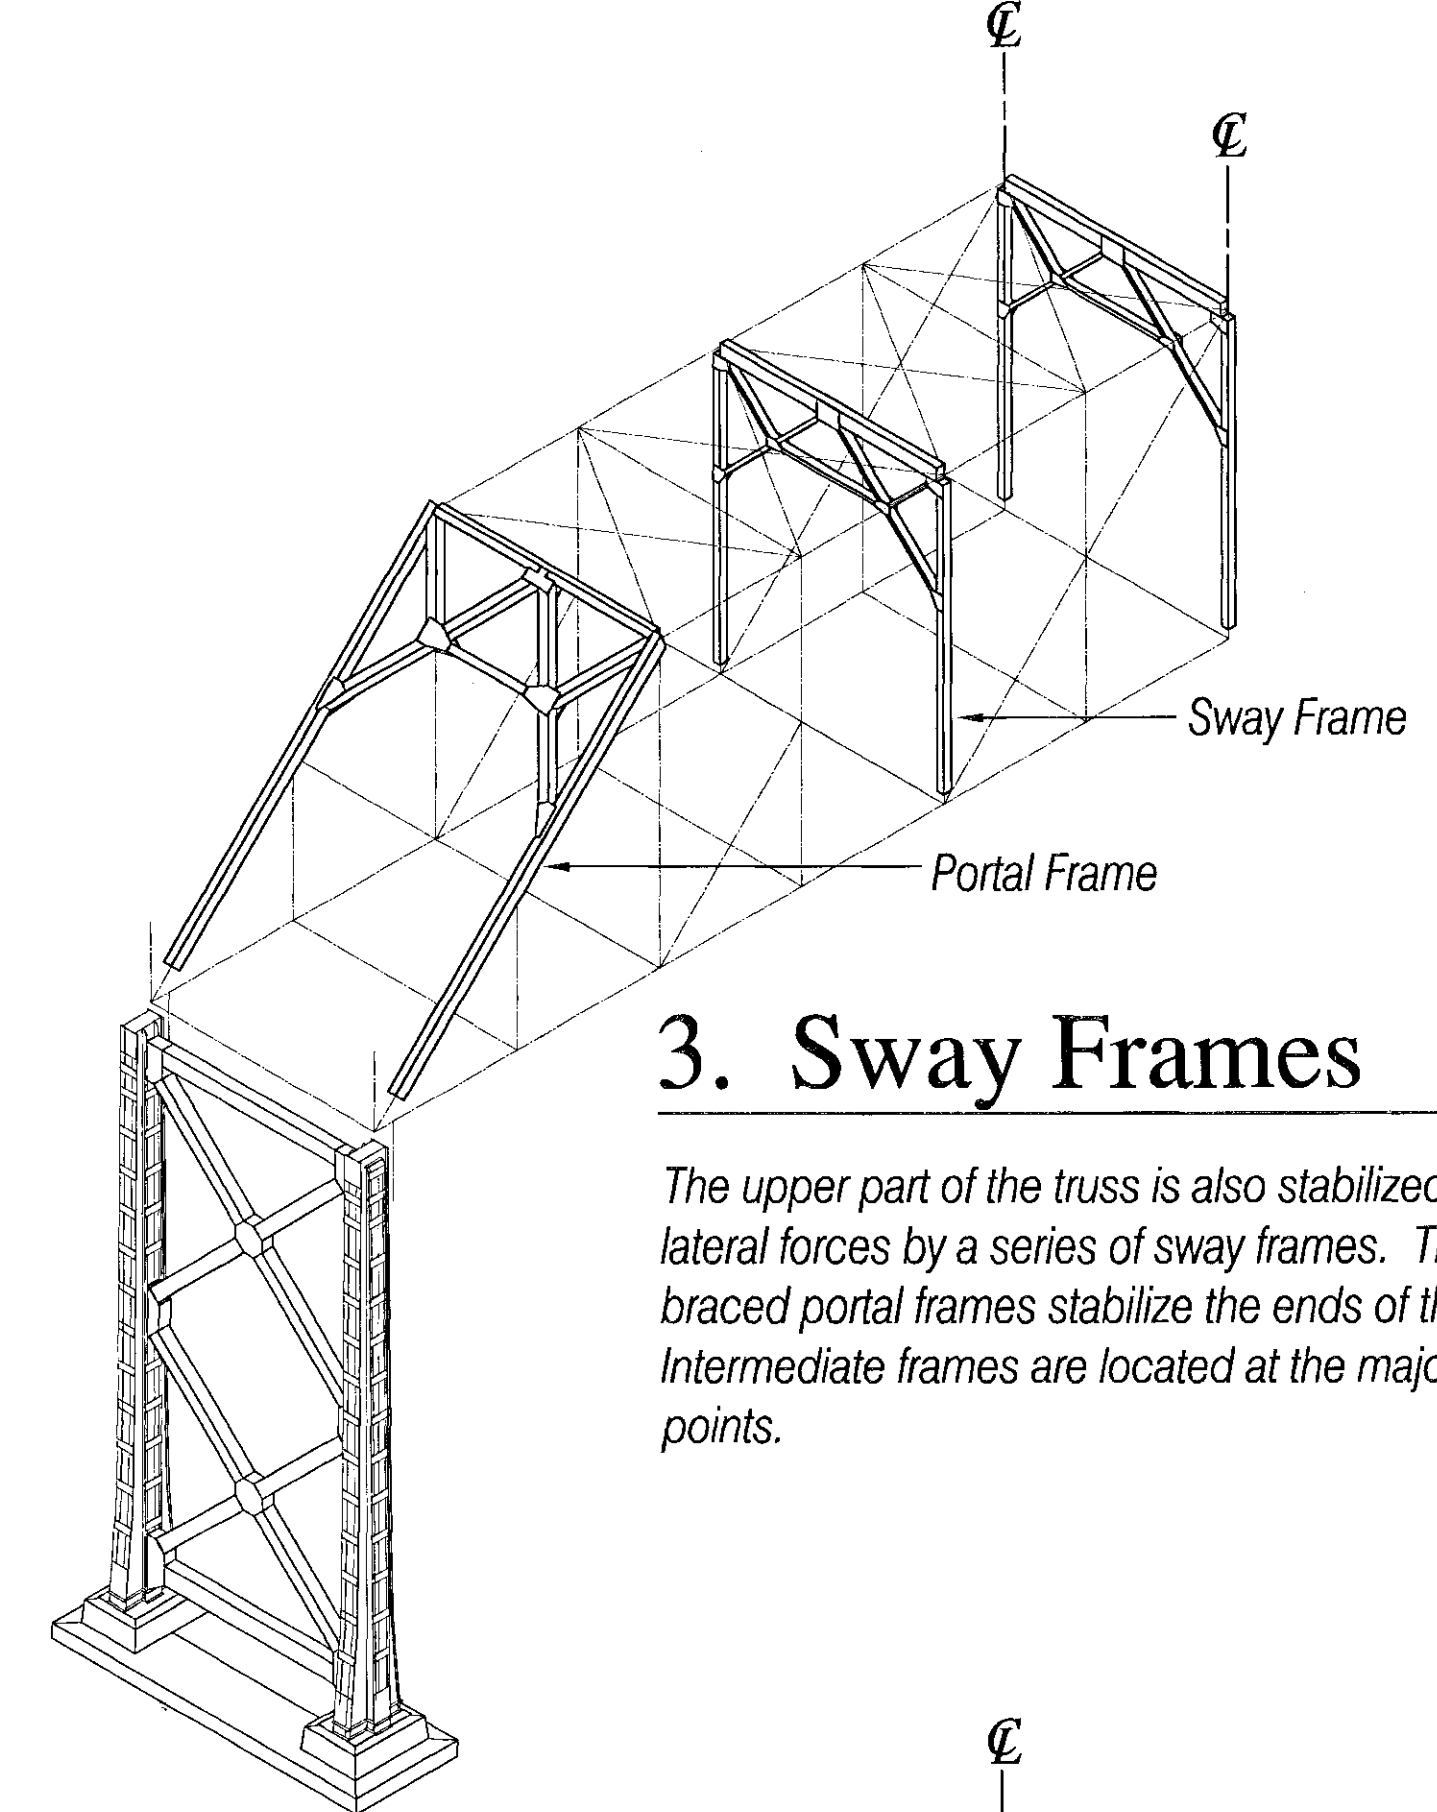 ℄
℄
Sway Frame
Portal Frame
3. Sway Frames
The upper part of the truss is also stabilized
lateral forces by a series of sway frames.
braced portal frames stabilize the ends of
Intermediate frames are located at the
points.
℄